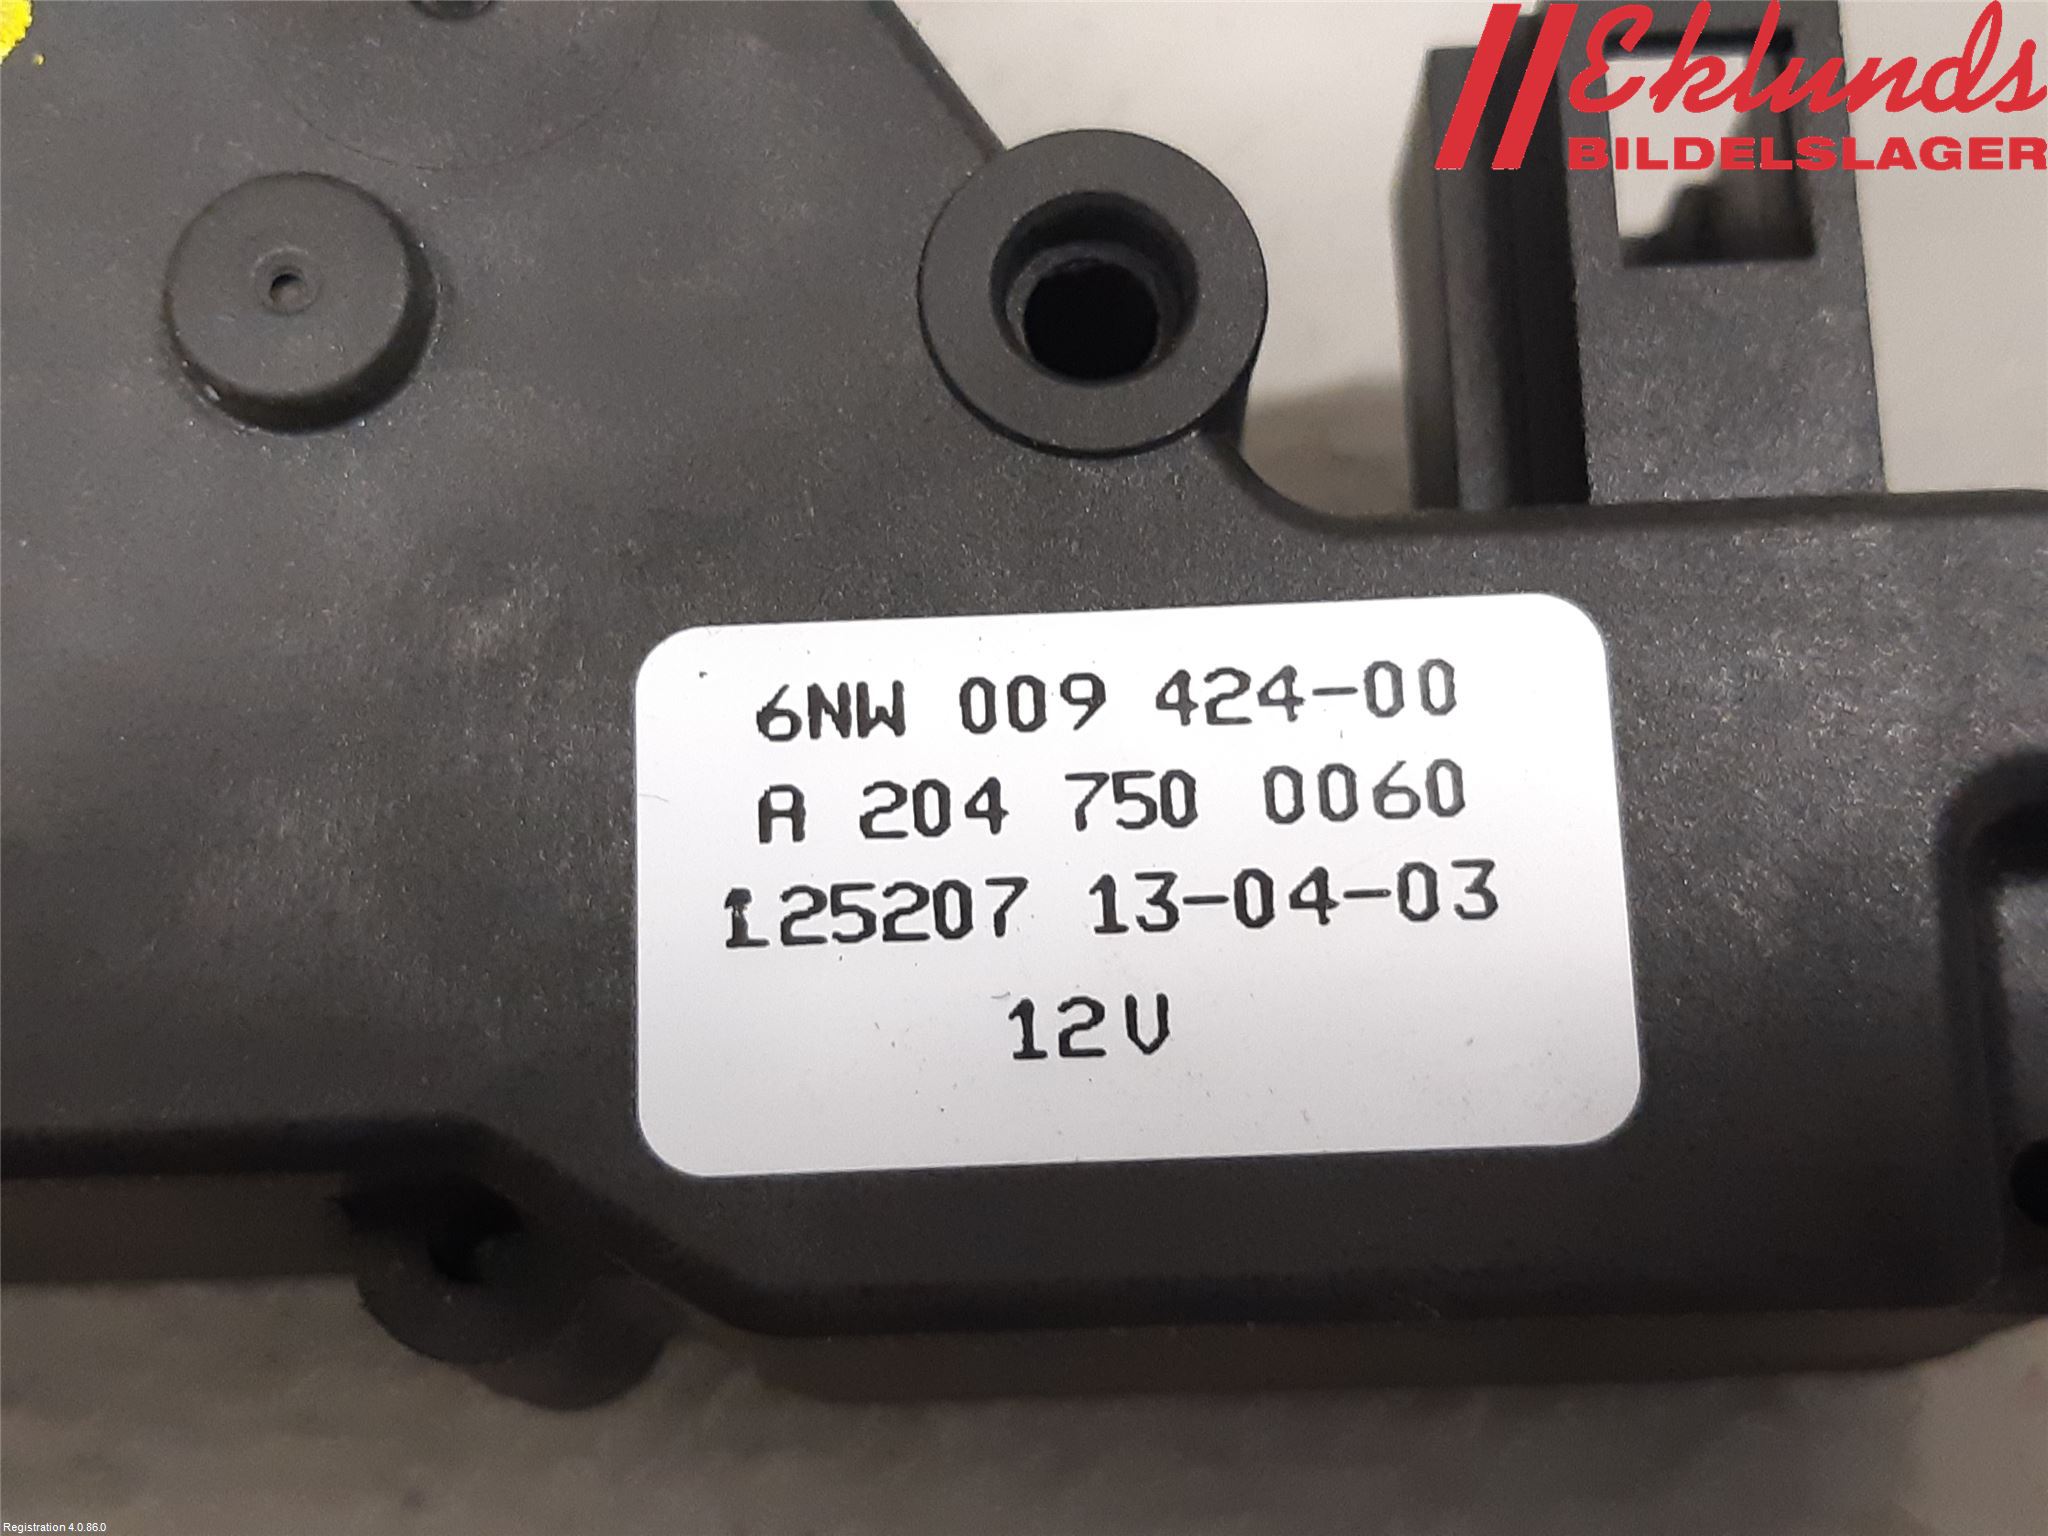 Eklunds
BILDELSLAGER
6NW 009 424-00
A 204 750 0060
125207 13-04-03
12V
Registration 4.0.86.0